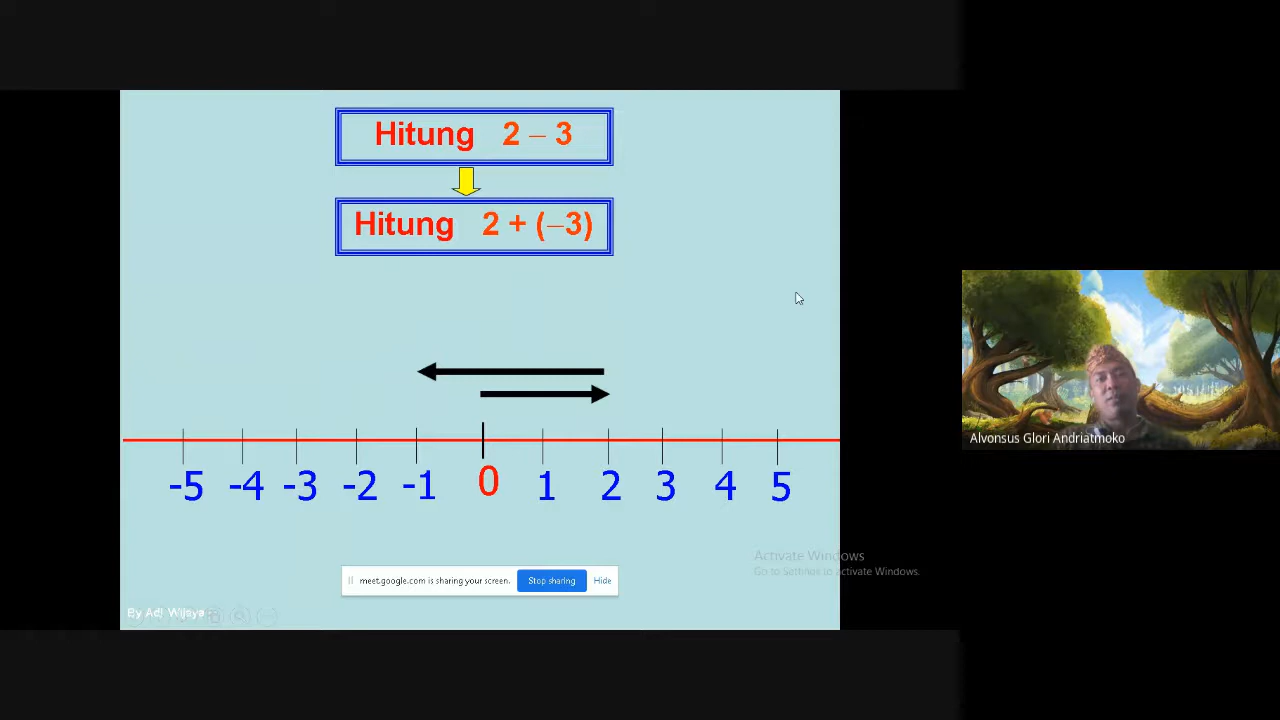 Hitung 2 – 3
Hitung 2 + (–3)
-5 -4 -3 -2 -1 0 1 2 3 4 5
Alvonsus Glori Andriatmoko
Activate Windows
Go to Settings to activate Windows.
meet.google.com is sharing your screen. Stop sharing Hide
By Adi Wijaya